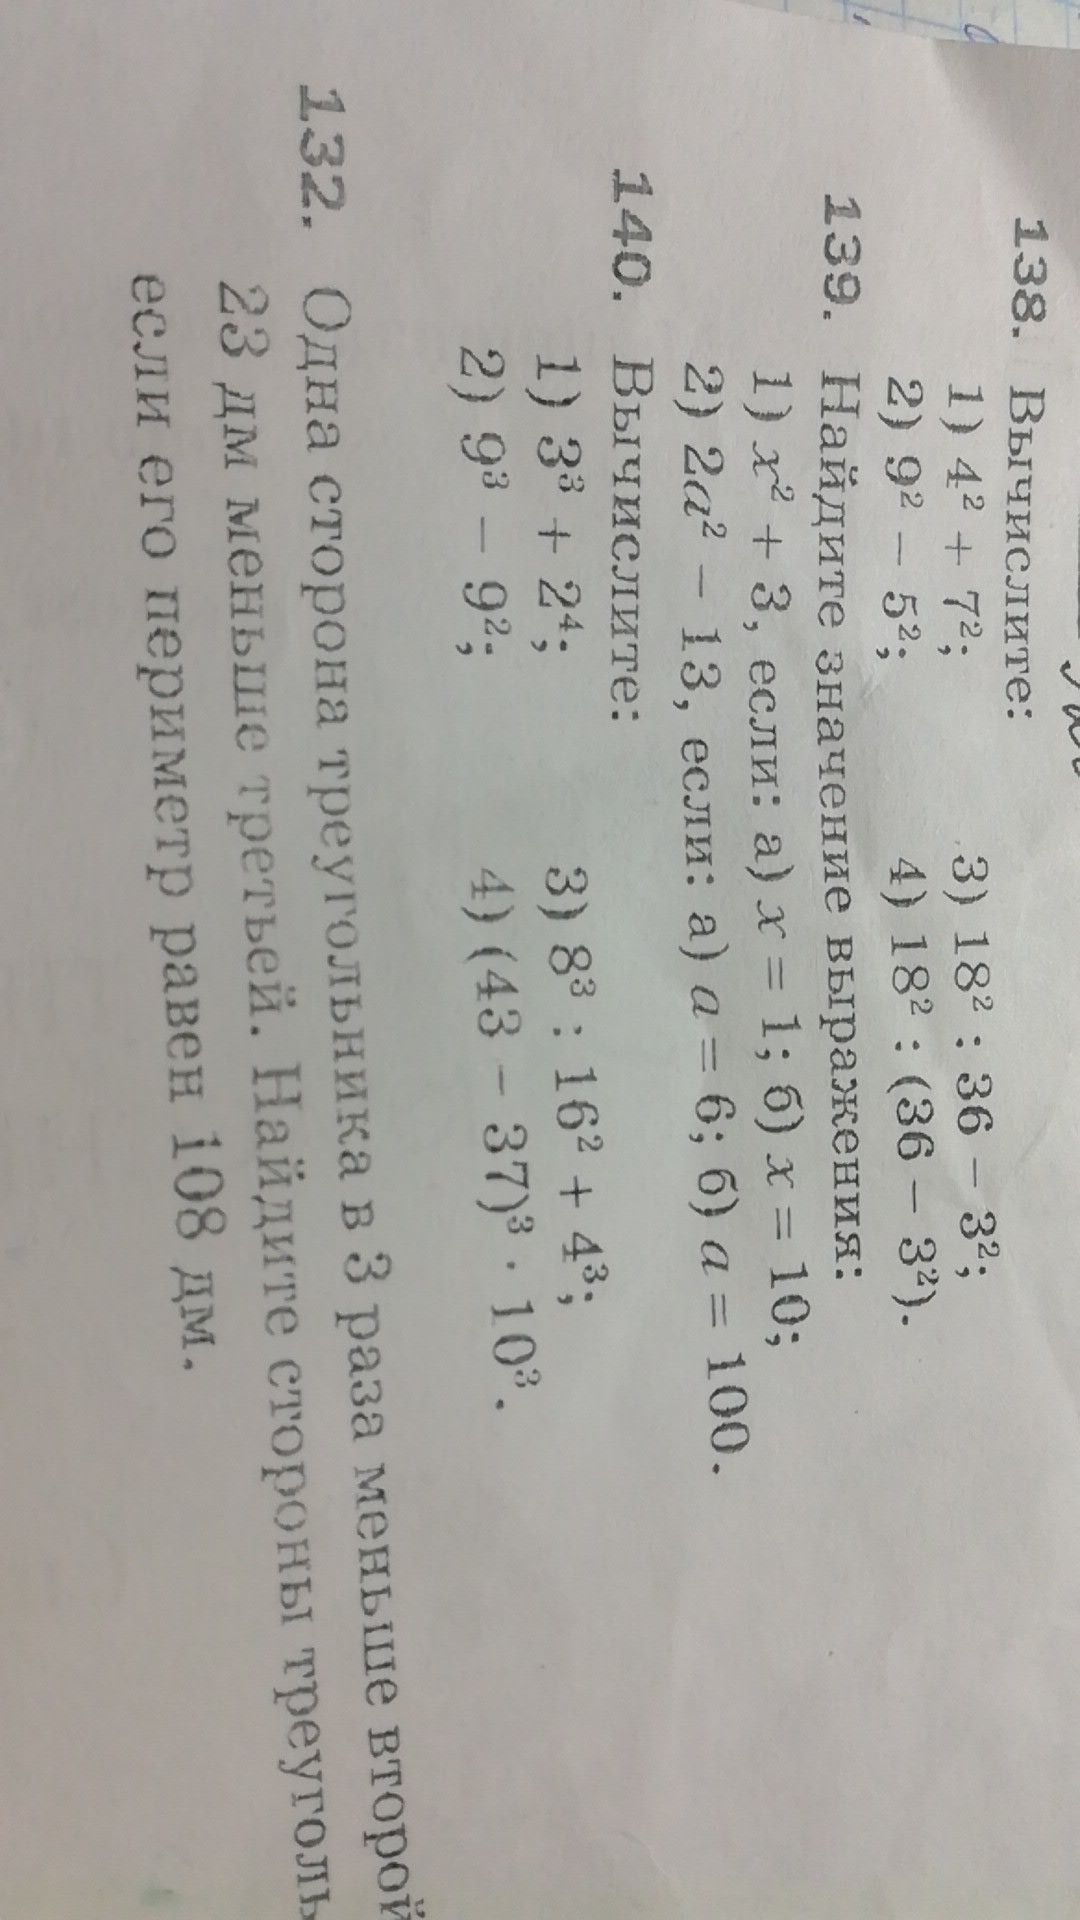 138. Вычислите:
1) 4² + 7²; 3) 18² : 36 − 3²;
2) 9² − 5²; 4) 18² : (36 − 3²).
139. Найдите значение выражения:
1) x² + 3, если: а) x = 1; б) x = 10;
2) 2a² − 13, если: а) a = 6; б) a = 100.
140. Вычислите:
1) 3³ + 2⁴; 3) 8³ : 16² + 4³;
2) 9³ − 9²; 4) (43 − 37)³ · 10³.
132. Одна сторона треугольника в 3 раза меньше второй
23 дм меньше третьей. Найдите стороны треуголь
если его периметр равен 108 дм.